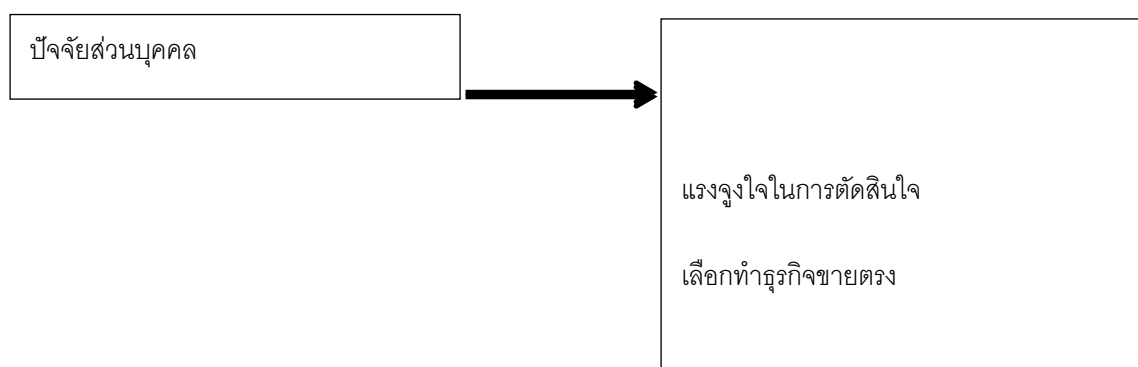 ปัจจัยส่วนบุคคล
แรงจูงใจในการตัดสินใจ
เลือกทำธุรกิจขายตรง